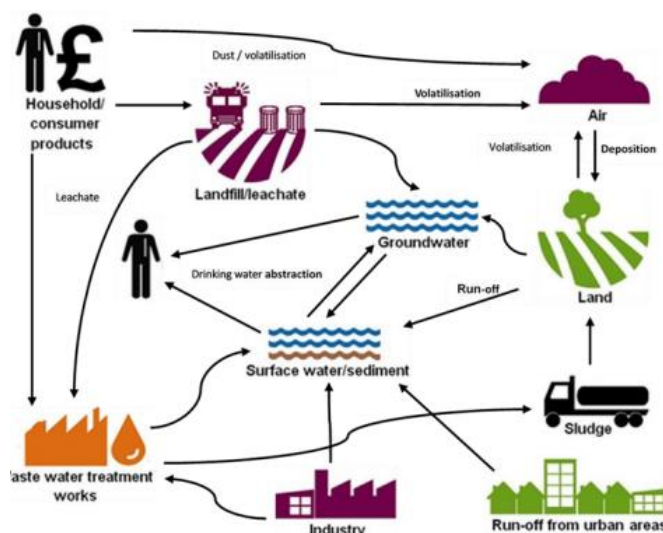 £
Dust / volatilisation
Household/
consumer
products
Volatilisation
Air
Volatilisation
Deposition
Leachate
Landfill/leachate
Groundwater
Drinking water abstraction
Run-off
Land
Surface water/sediment
Sludge
aste water treatment
works
Industry
Run-off from urban areas